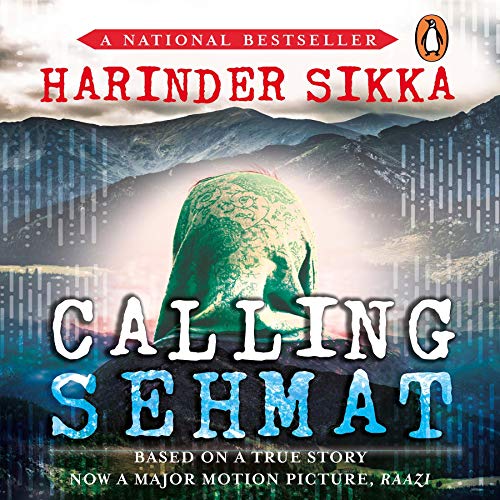 A NATIONAL BESTSELLER
HARINDER SIKKA
CALLING
SEHMAT
BASED ON A TRUE STORY
NOW A MAJOR MOTION PICTURE, RAAZI